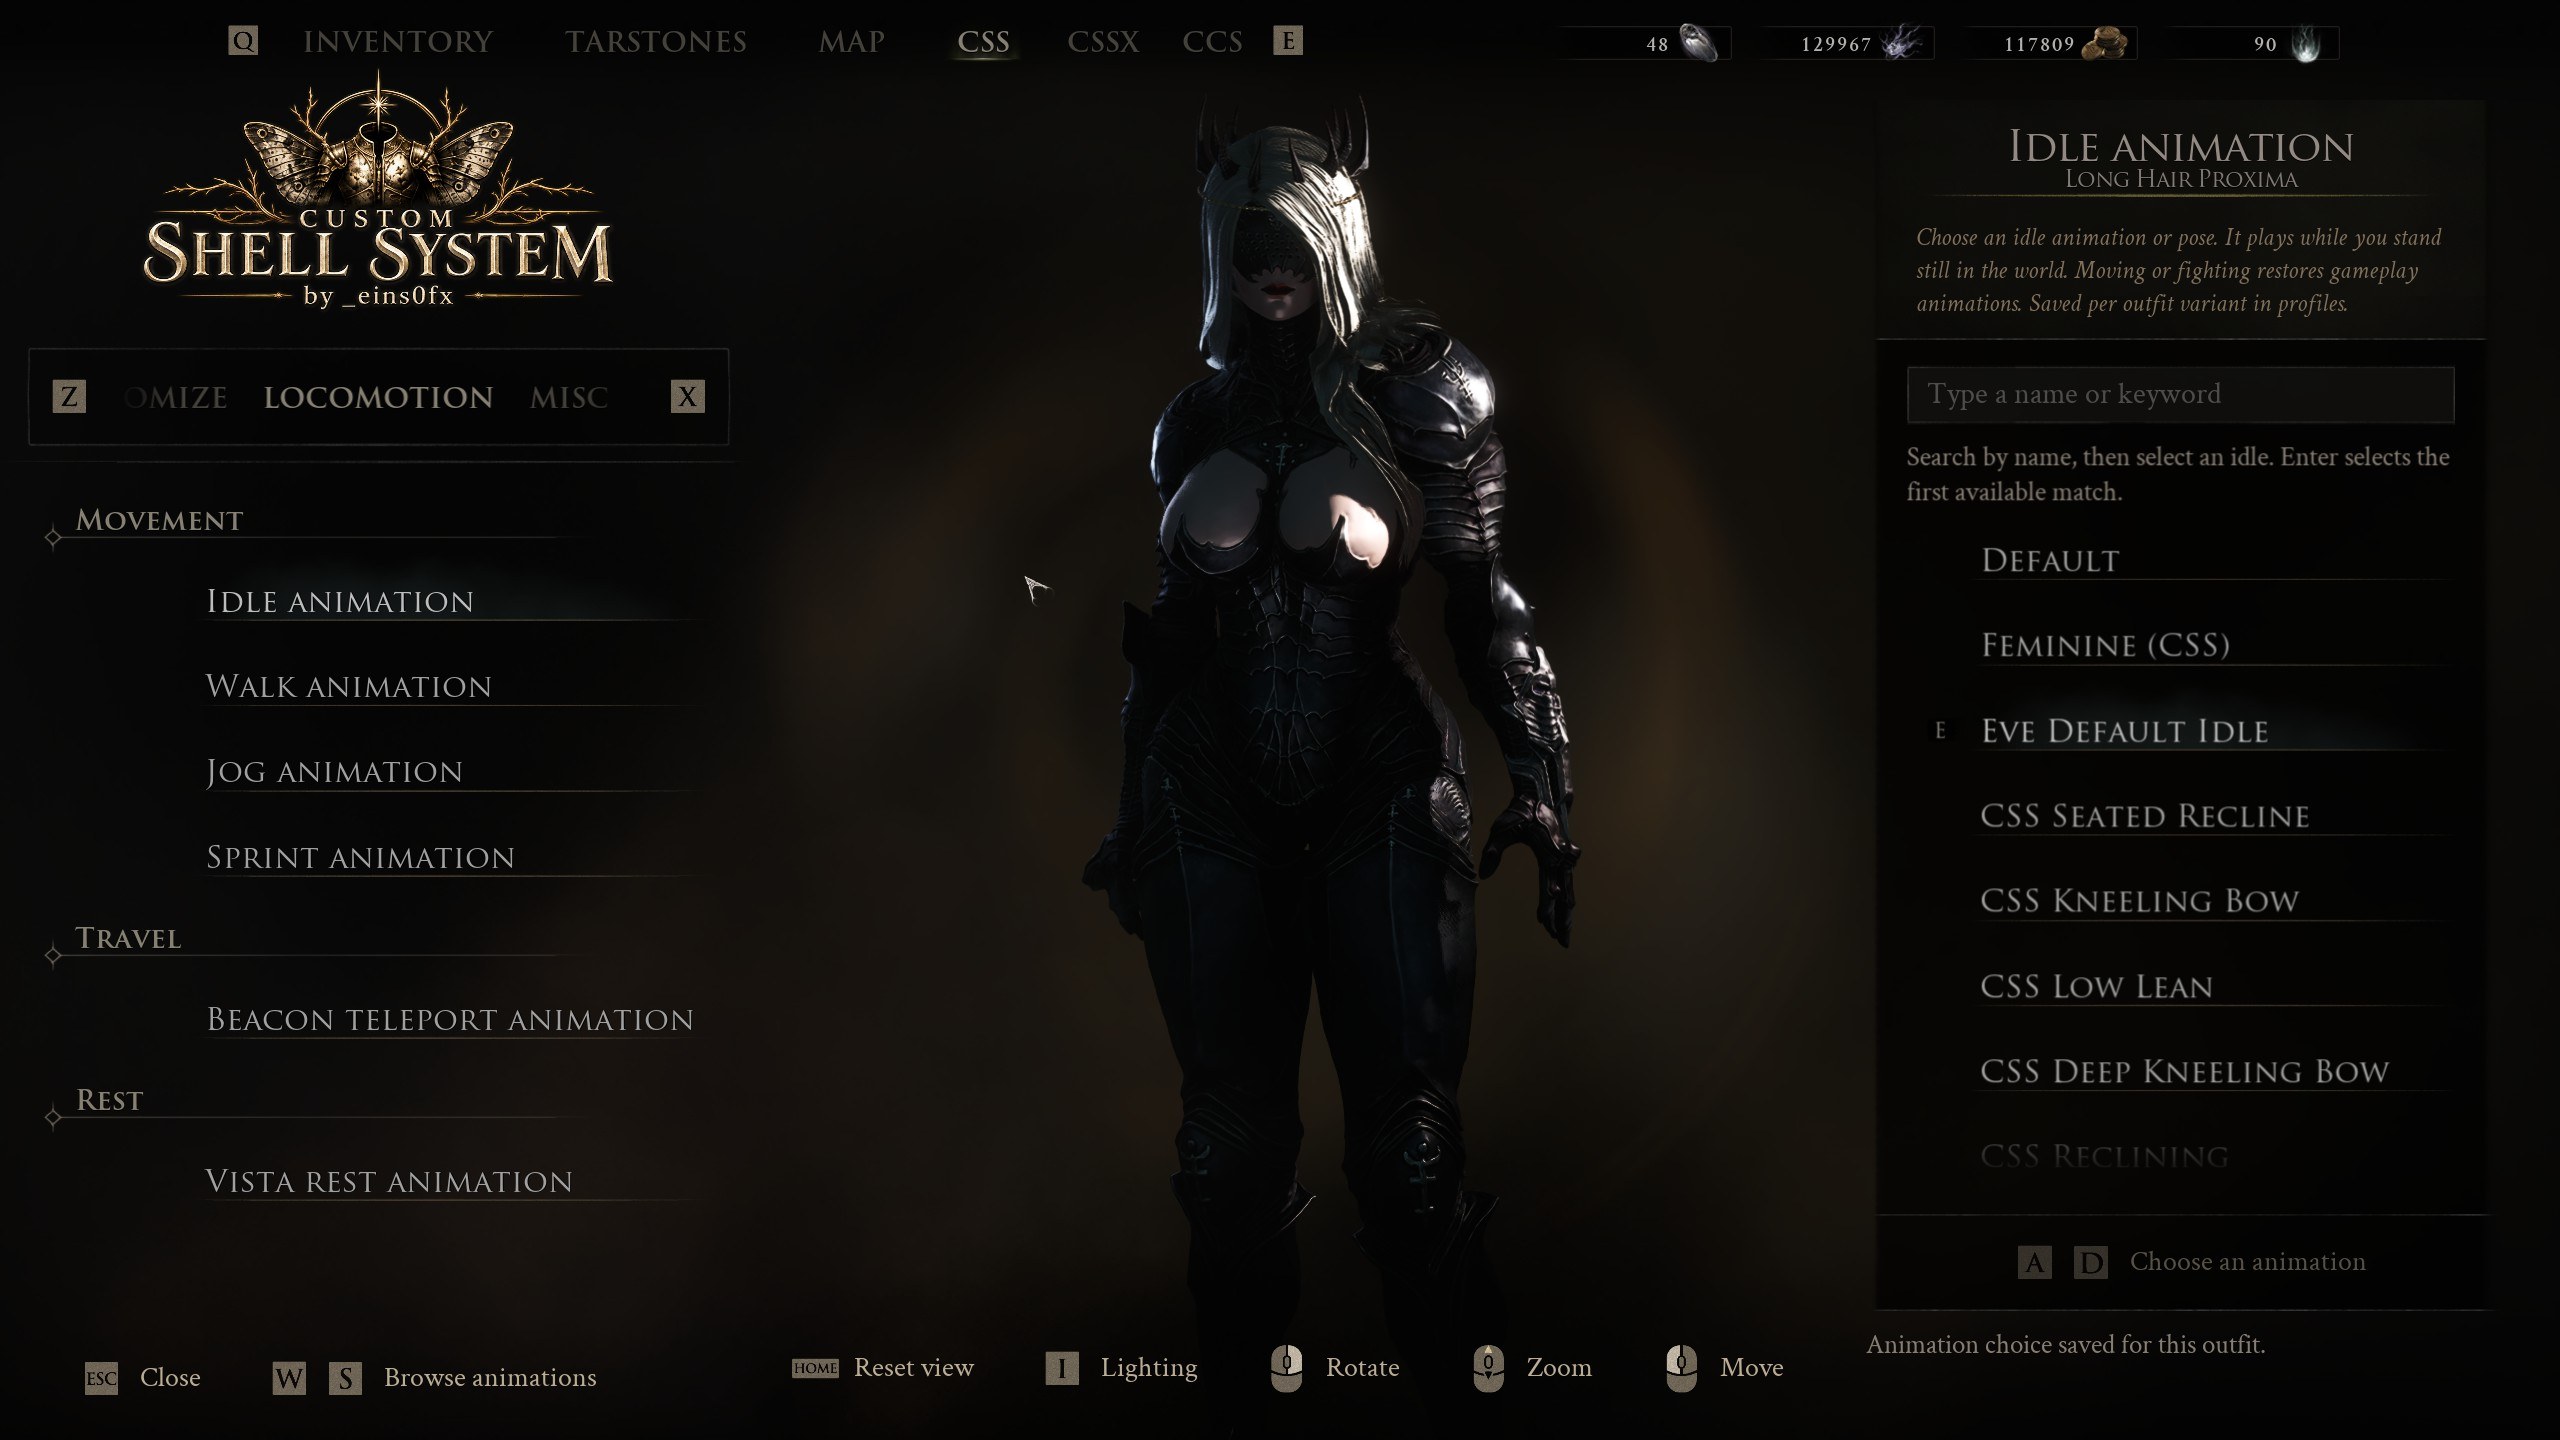 Q INVENTORY TARSTONES MAP CSS CSSX CCS E
48 129967 117809 90
CUSTOM
SHELL SYSTEM
by _eins0fx
Z OMIZE LOCOMOTION MISC X
MOVEMENT
IDLE ANIMATION
WALK ANIMATION
JOG ANIMATION
SPRINT ANIMATION
TRAVEL
BEACON TELEPORT ANIMATION
REST
VISTA REST ANIMATION
IDLE ANIMATION
LONG HAIR PROXIMA
Choose an idle animation or pose. It plays while you stand
still in the world. Moving or fighting restores gameplay
animations. Saved per outfit variant in profiles.
Type a name or keyword
Search by name, then select an idle. Enter selects the
first available match.
DEFAULT
FEMININE (CSS)
E EVE DEFAULT IDLE
CSS SEATED RECLINE
CSS KNEELING BOW
CSS LOW LEAN
CSS DEEP KNEELING BOW
CSS RECLINING
A D Choose an animation
Animation choice saved for this outfit.
ESC Close W S Browse animations HOME Reset view I Lighting Rotate Zoom Move